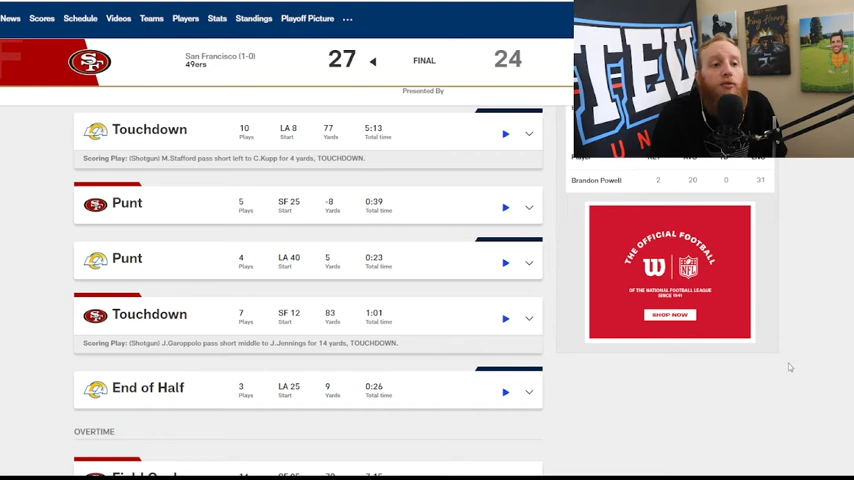 News Scores Schedule Videos Teams Players Stats Standings Playoff Picture ...
San Francisco (1-0)
49ers
27 FINAL 24
Presented By
Touchdown 10 LA 8 77 5:13
Plays Start Yards Total time
Scoring Play: (Shotgun) M.Stafford pass short left to C.Kupp for 4 yards, TOUCHDOWN.
Punt 5 SF 25 -8 0:39
Plays Start Yards Total time
Punt 4 LA 40 5 0:23
Plays Start Yards Total time
Touchdown 7 SF 12 83 1:01
Plays Start Yards Total time
Scoring Play: (Shotgun) J.Garoppolo pass short middle to J.Jennings for 14 yards, TOUCHDOWN.
End of Half 3 LA 25 9 0:26
Plays Start Yards Total time
OVERTIME
TEU
UN
Brandon Powell 2 20 0 31
THE OFFICIAL FOOTBALL
W NFL
OF THE NATIONAL FOOTBALL LEAGUE
SINCE 1941
SHOP NOW